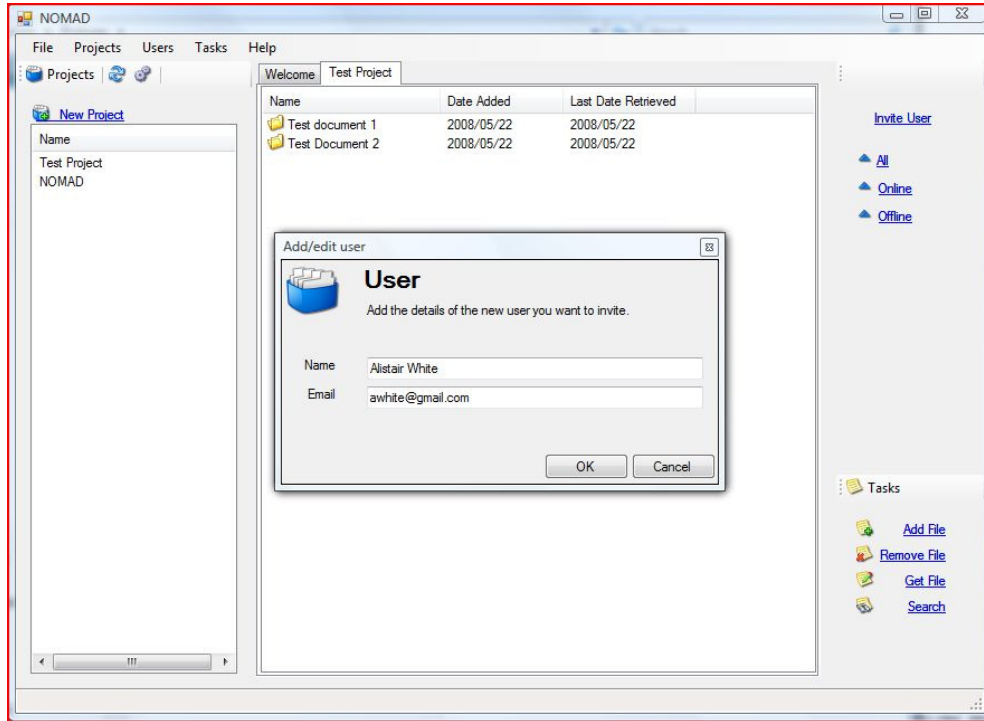 NOMAD
File Projects Users Tasks Help
Projects
New Project
Name
Test Project
NOMAD
Welcome Test Project
Name Date Added Last Date Retrieved
Test document 1 2008/05/22 2008/05/22
Test Document 2 2008/05/22 2008/05/22
Add/edit user
User
Add the details of the new user you want to invite.
Name Alistair White
Email awhite@gmail.com
OK Cancel
Invite User
All
Online
Offline
Tasks
Add File
Remove File
Get File
Search